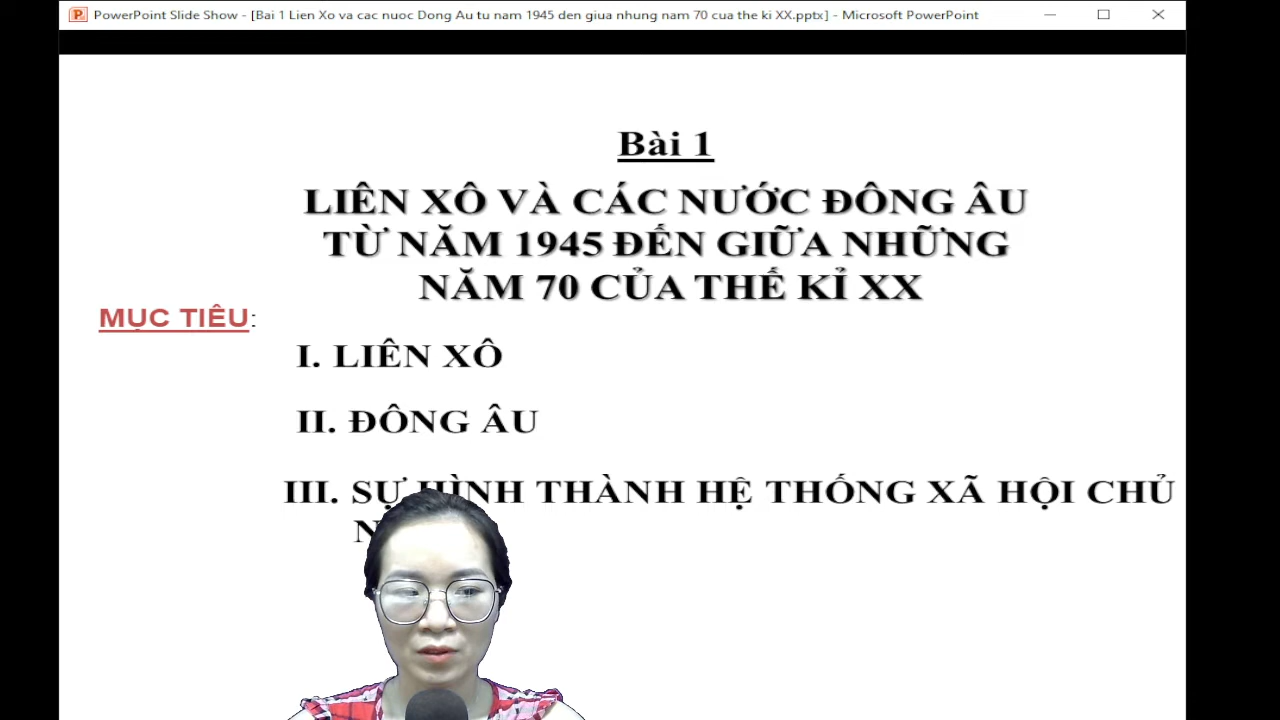 PowerPoint Slide Show - [Bai 1 Lien Xo va cac nuoc Dong Au tu nam 1945 den giua nhung nam 70 cua the ki XX.pptx] - Microsoft PowerPoint
Bài 1
LIÊN XÔ VÀ CÁC NƯỚC ĐÔNG ÂU
TỪ NĂM 1945 ĐẾN GIỮA NHỮNG
NĂM 70 CỦA THẾ KỈ XX
MỤC TIÊU:
I. LIÊN XÔ
II. ĐÔNG ÂU
III. SỰ HÌNH THÀNH HỆ THỐNG XÃ HỘI CHỦ